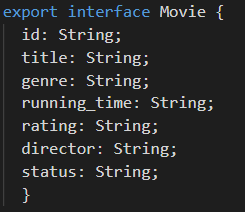 export interface Movie {
id: String;
title: String;
genre: String;
running_time: String;
rating: String;
director: String;
status: String;
}